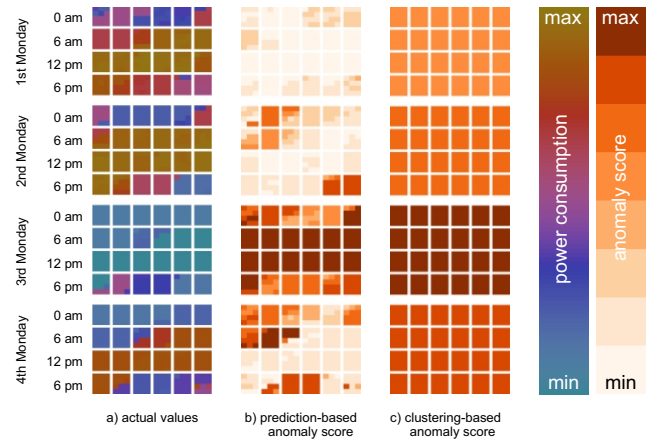 1st Monday
0 am
6 am
12 pm
6 pm
2nd Monday
0 am
6 am
12 pm
6 pm
3rd Monday
0 am
6 am
12 pm
6 pm
4th Monday
0 am
6 am
12 pm
6 pm
a) actual values
b) prediction-based
anomaly score
c) clustering-based
anomaly score
max
power consumption
min
max
anomaly score
min